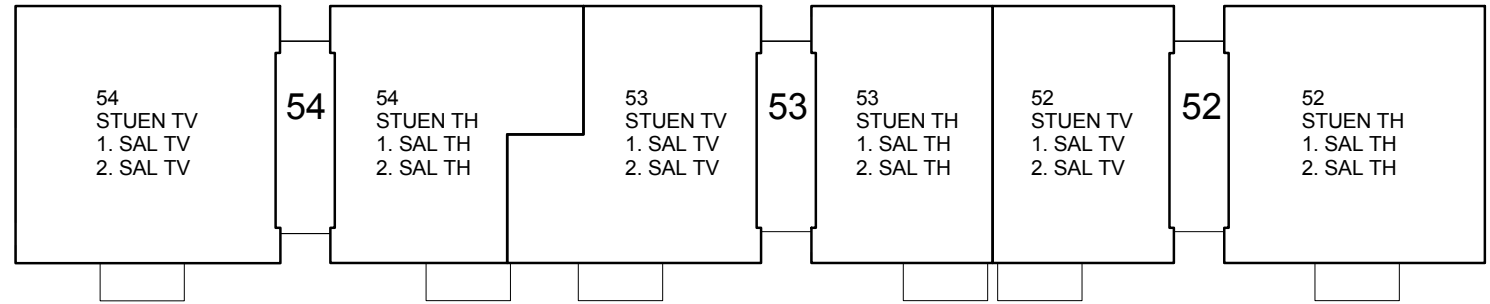 54
STUEN TV
1. SAL TV
2. SAL TV
54
54
STUEN TH
1. SAL TH
2. SAL TH
53
STUEN TV
1. SAL TV
2. SAL TV
53
53
STUEN TH
1. SAL TH
2. SAL TH
52
STUEN TV
1. SAL TV
2. SAL TV
52
52
STUEN TH
1. SAL TH
2. SAL TH